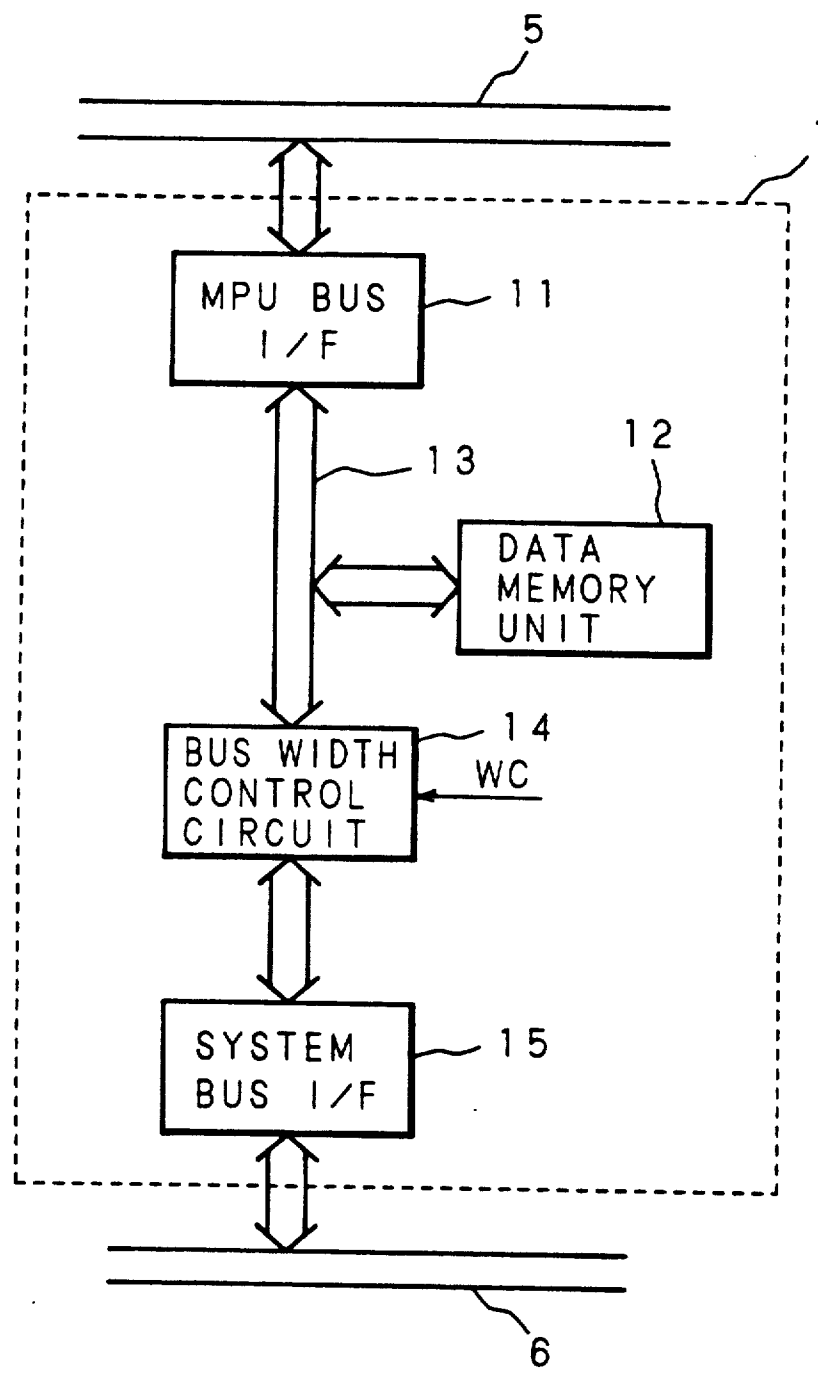 5
MPU BUS
I/F
11
13
12
DATA
MEMORY
UNIT
14
BUS WIDTH
CONTROL
CIRCUIT
WC
SYSTEM
BUS I/F
15
6